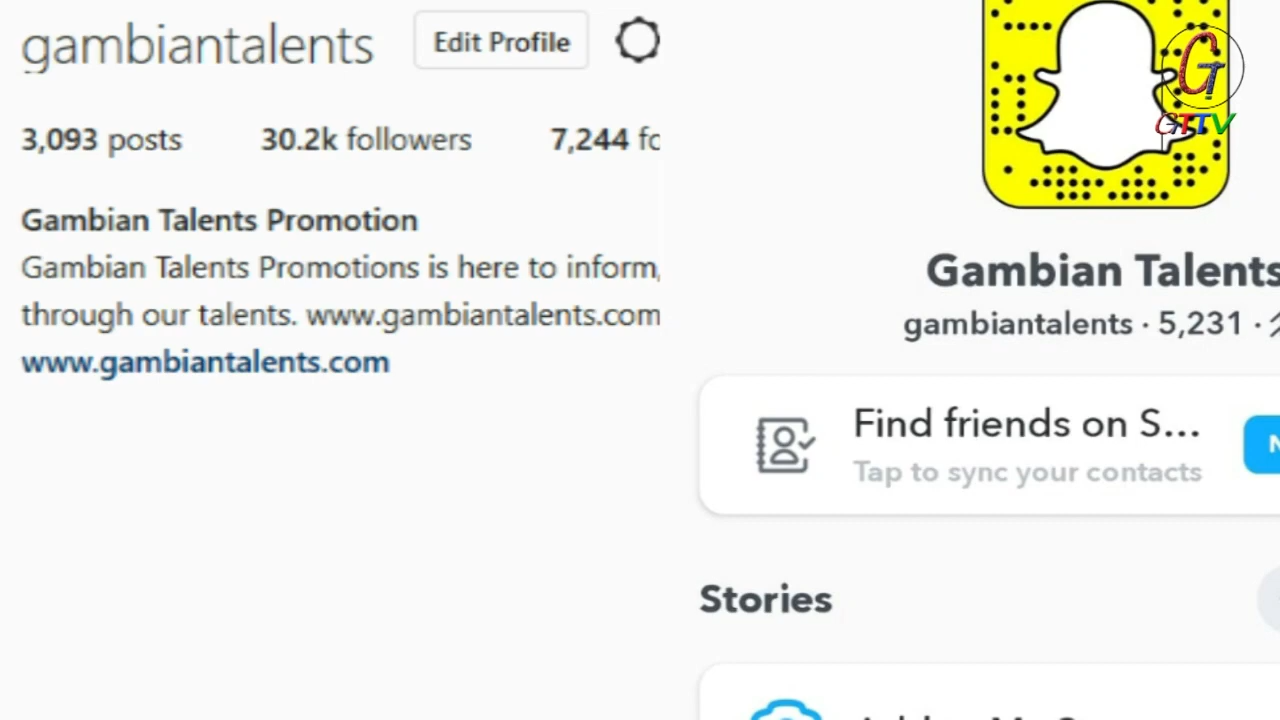 gambiantalents Edit Profile
3,093 posts 30.2k followers 7,244 fo
Gambian Talents Promotion
Gambian Talents Promotions is here to inform,
through our talents. www.gambiantalents.com
www.gambiantalents.com
GT
GTTV
Gambian Talents
gambiantalents · 5,231 ·
Find friends on S...
Tap to sync your contacts
Stories